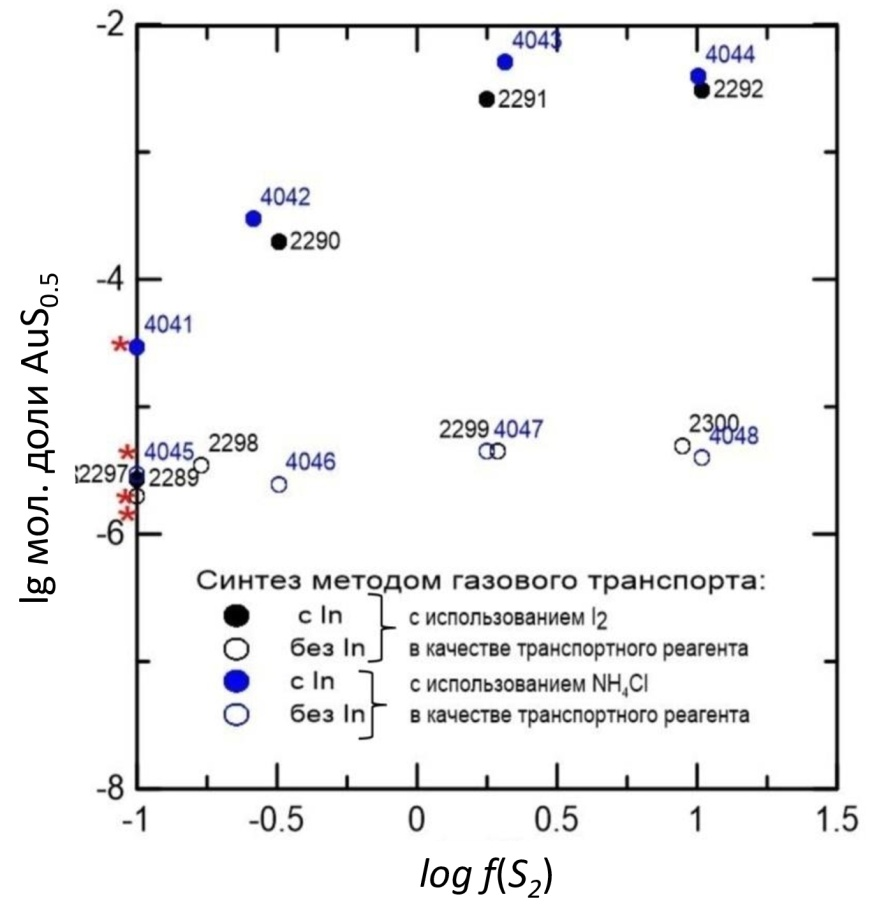 -2
4043
4044
2291
2292
4042
2290
-4
4041
2299 4047
2300
4048
2298
4045
4046
2297
2289
-6
Синтез методом газового транспорта:
с In
с использованием I2
без In
в качестве транспортного реагента
с In
с использованием NH4Cl
без In
в качестве транспортного реагента
-8
-1 -0.5 0 0.5 1 1.5
log f(S2)
lg мол. доли AuS0.5